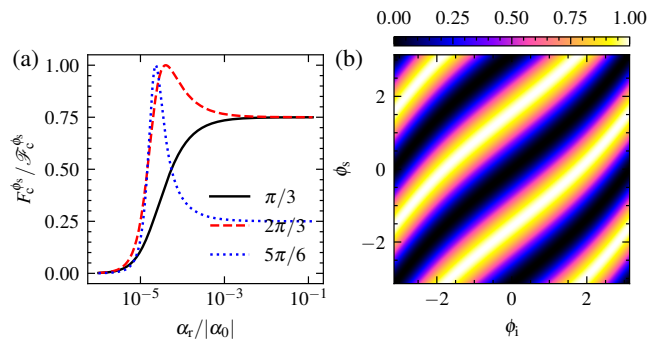 0.00 0.25 0.50 0.75 1.00
(a)
(b)
1.00
0.75
0.50
0.25
0.00
F_c^{ϕ_s} / ℱ_c^{ϕ_s}
π/3
2π/3
5π/6
10^{-5} 10^{-3} 10^{-1}
α_r/|α_0|
2
0
−2
ϕ_s
−2 0 2
ϕ_i